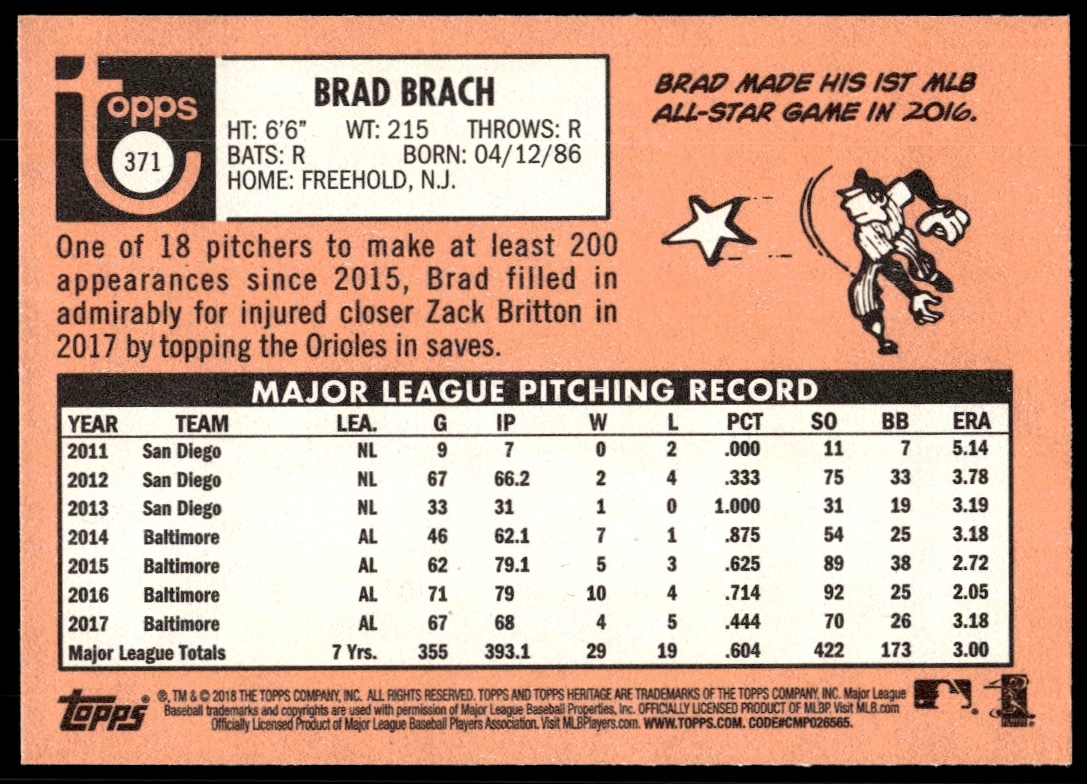 topps
371
BRAD BRACH
HT: 6'6" WT: 215 THROWS: R
BATS: R BORN: 04/12/86
HOME: FREEHOLD, N.J.
BRAD MADE HIS 1ST MLB
ALL-STAR GAME IN 2016.
One of 18 pitchers to make at least 200
appearances since 2015, Brad filled in
admirably for injured closer Zack Britton in
2017 by topping the Orioles in saves.
MAJOR LEAGUE PITCHING RECORD
YEAR TEAM LEA. G IP W L PCT SO BB ERA
2011 San Diego NL 9 7 0 2 .000 11 7 5.14
2012 San Diego NL 67 66.2 2 4 .333 75 33 3.78
2013 San Diego NL 33 31 1 0 1.000 31 19 3.19
2014 Baltimore AL 46 62.1 7 1 .875 54 25 3.18
2015 Baltimore AL 62 79.1 5 3 .625 89 38 2.72
2016 Baltimore AL 71 79 10 4 .714 92 25 2.05
2017 Baltimore AL 67 68 4 5 .444 70 26 3.18
Major League Totals 7 Yrs. 355 393.1 29 19 .604 422 173 3.00
TOPPS ®, TM & © 2018 THE TOPPS COMPANY, INC. ALL RIGHTS RESERVED. TOPPS AND TOPPS HERITAGE ARE TRADEMARKS OF THE TOPPS COMPANY, INC. Major League
Baseball trademarks and copyrights are used with permission of Major League Baseball Properties, Inc. OFFICIALLY LICENSED PRODUCT OF MLBP. Visit MLB.com
Officially Licensed Product of Major League Baseball Players Association. Visit MLBPlayers.com. WWW.TOPPS.COM. CODE#CMP026565.